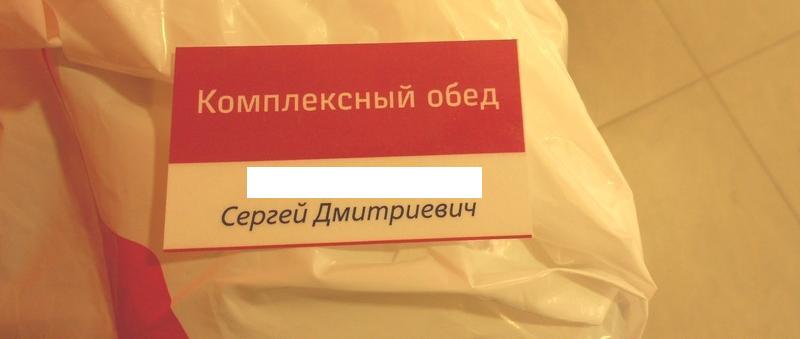 Комплексный обед
Сергей Дмитриевич